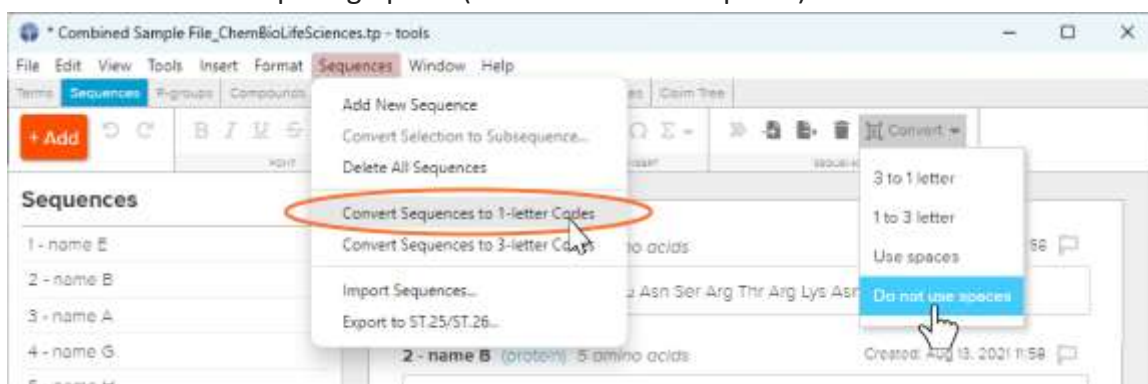 * Combined Sample File_ChemBioLifeSciences.tp - tools
File Edit View Tools Insert Format Sequences Window Help
Terms Sequences R-groups Compounds Claim Tree
+ Add B I U S Convert
FONT
Add New Sequence
Convert Selection to Subsequence...
Delete All Sequences
Convert Sequences to 1-letter Codes
Convert Sequences to 3-letter Codes
Import Sequences...
Export to ST.25/ST.26...
3 to 1 letter
1 to 3 letter
Use spaces
Do not use spaces
Sequences
1 - name E
2 - name B
3 - name A
4 - name G
amino acids
Asn Ser Arg Thr Arg Lys Asn
2 - name B (protein) 5 amino acids Created: Aug 13, 2021 11:58